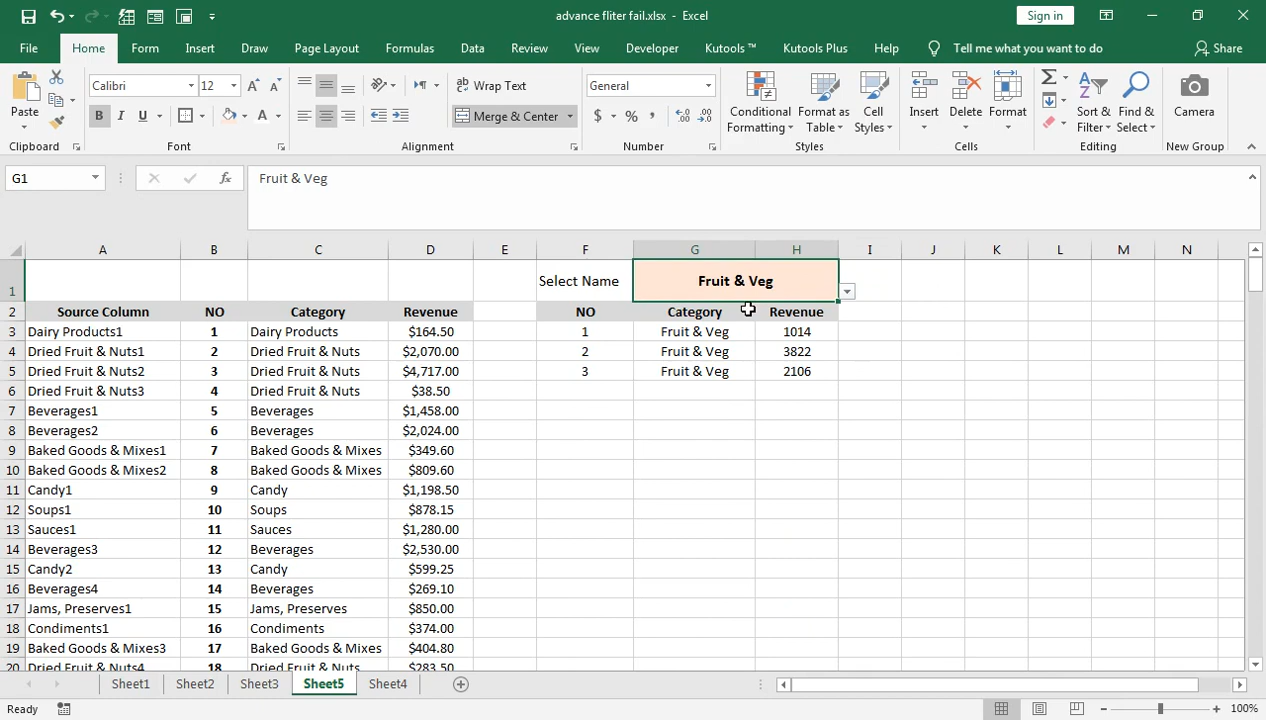 advance fliter fail.xlsx - Excel
Sign in
File Home Form Insert Draw Page Layout Formulas Data Review View Developer Kutools ™ Kutools Plus Help Tell me what you want to do Share
Paste Calibri 12 Wrap Text General Conditional Formatting Format as Table Cell Styles Insert Delete Format Sort & Filter Find & Select Camera
B I U A Merge & Center $ % ,
Clipboard Font Alignment Number Styles Cells Editing New Group
G1 fx Fruit & Veg
A B C D E F G H I J K L M N
1 Select Name Fruit & Veg
2 Source Column NO Category Revenue NO Category Revenue
3 Dairy Products1 1 Dairy Products $164.50 1 Fruit & Veg 1014
4 Dried Fruit & Nuts1 2 Dried Fruit & Nuts $2,070.00 2 Fruit & Veg 3822
5 Dried Fruit & Nuts2 3 Dried Fruit & Nuts $4,717.00 3 Fruit & Veg 2106
6 Dried Fruit & Nuts3 4 Dried Fruit & Nuts $38.50
7 Beverages1 5 Beverages $1,458.00
8 Beverages2 6 Beverages $2,024.00
9 Baked Goods & Mixes1 7 Baked Goods & Mixes $349.60
10 Baked Goods & Mixes2 8 Baked Goods & Mixes $809.60
11 Candy1 9 Candy $1,198.50
12 Soups1 10 Soups $878.15
13 Sauces1 11 Sauces $1,280.00
14 Beverages3 12 Beverages $2,530.00
15 Candy2 13 Candy $599.25
16 Beverages4 14 Beverages $269.10
17 Jams, Preserves1 15 Jams, Preserves $850.00
18 Condiments1 16 Condiments $374.00
19 Baked Goods & Mixes3 17 Baked Goods & Mixes $404.80
20 Dried Fruit & Nuts4 18 Dried Fruit & Nuts $283.50
Sheet1 Sheet2 Sheet3 Sheet5 Sheet4
Ready 100%